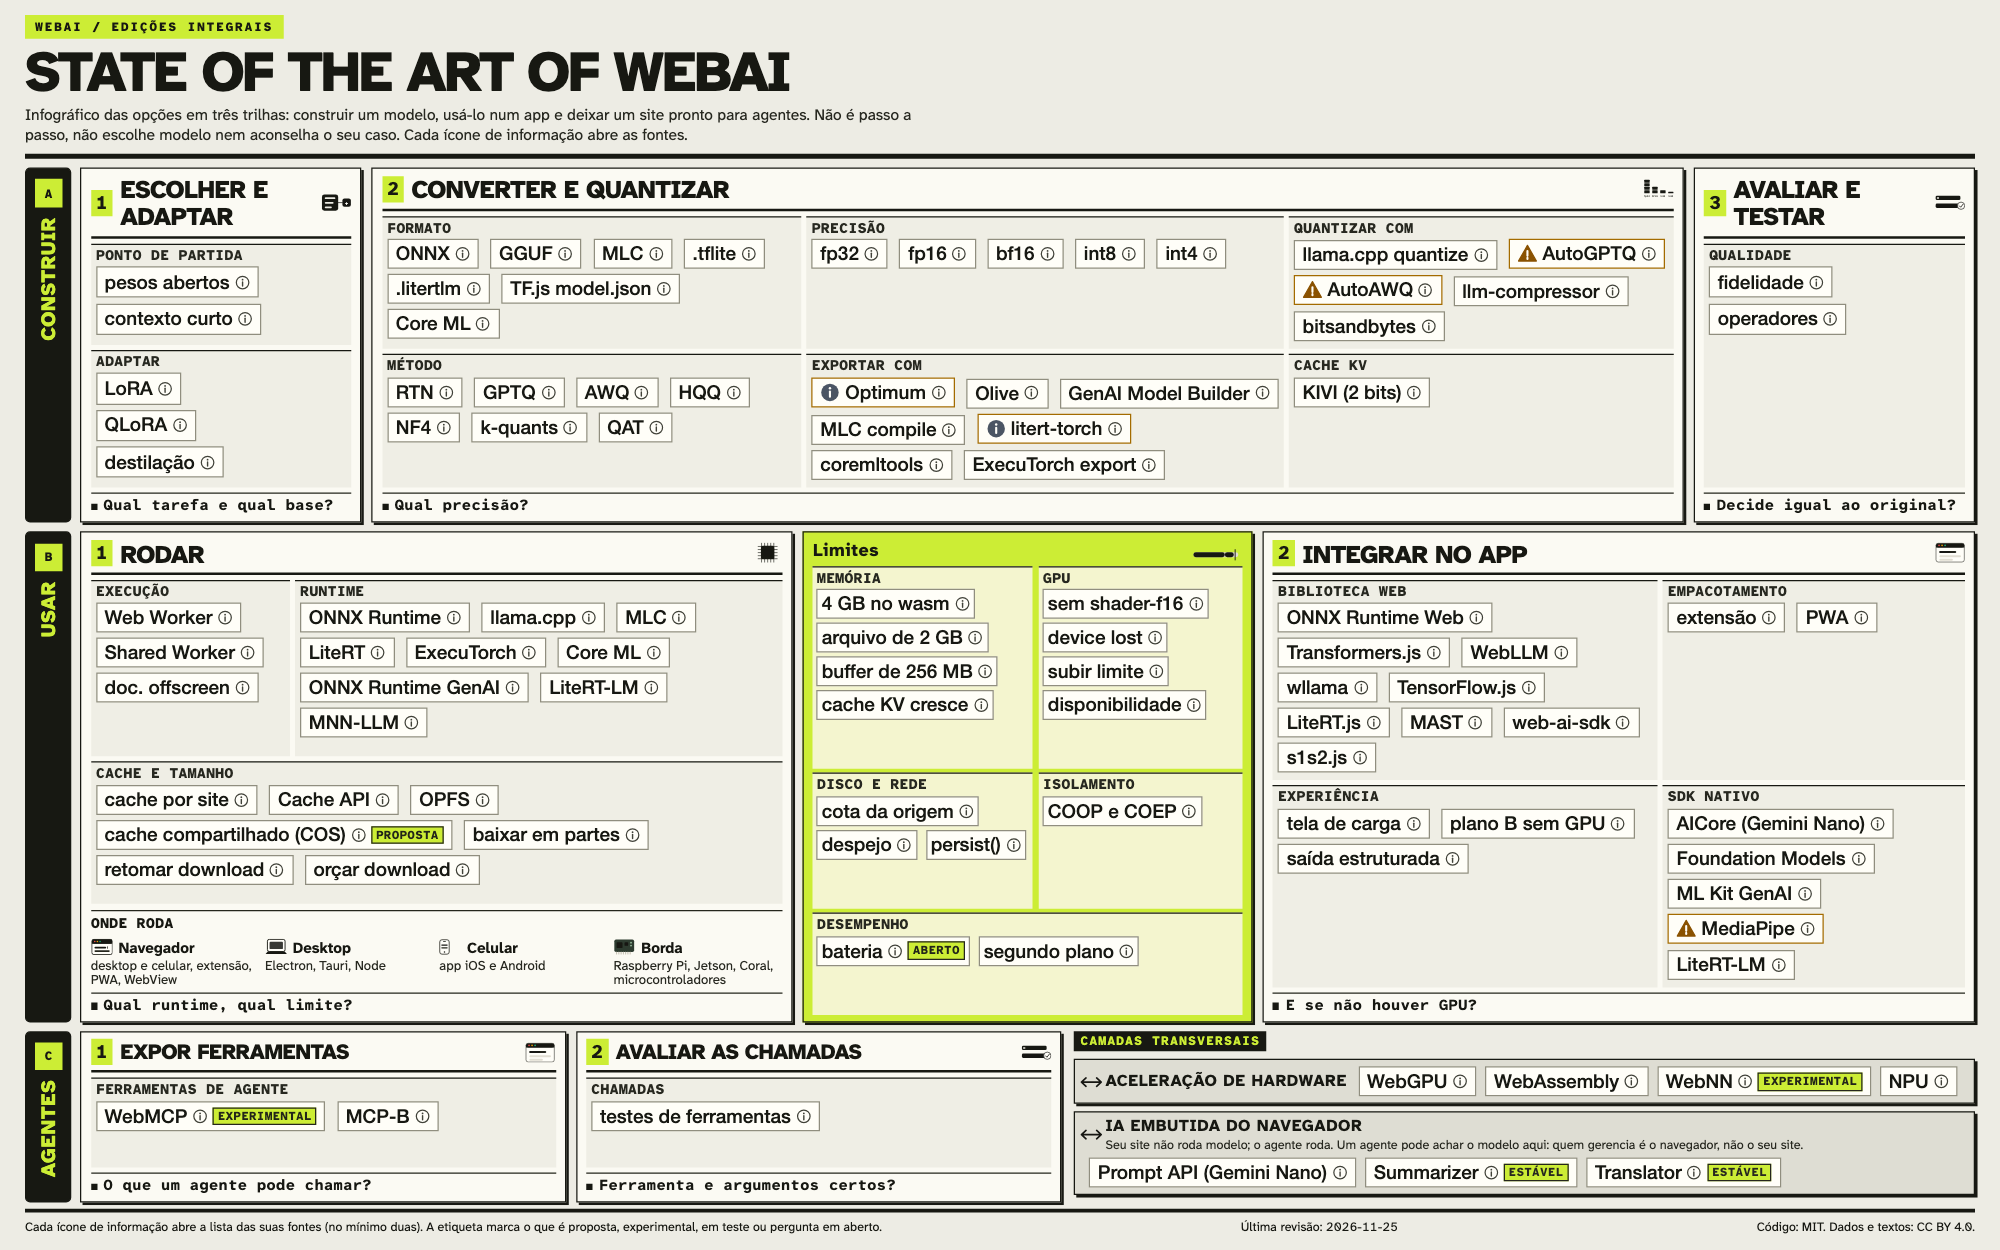 WEBAI / EDIÇÕES INTEGRAIS
STATE OF THE ART OF WEBAI
Infográfico das opções em três trilhas: construir um modelo, usá-lo num app e deixar um site pronto para agentes. Não é passo a
passo, não escolhe modelo nem aconselha o seu caso. Cada ícone de informação abre as fontes.
A
CONSTRUIR
1 ESCOLHER E
ADAPTAR
PONTO DE PARTIDA
pesos abertos
contexto curto
ADAPTAR
LoRA
QLoRA
destilação
Qual tarefa e qual base?
2 CONVERTER E QUANTIZAR
FORMATO
ONNX GGUF MLC .tflite
.litertlm TF.js model.json
Core ML
PRECISÃO
fp32 fp16 bf16 int8 int4
QUANTIZAR COM
llama.cpp quantize AutoGPTQ
AutoAWQ llm-compressor
bitsandbytes
MÉTODO
RTN GPTQ AWQ HQQ
NF4 k-quants QAT
EXPORTAR COM
Optimum Olive GenAI Model Builder
MLC compile litert-torch
coremltools ExecuTorch export
CACHE KV
KIVI (2 bits)
Qual precisão?
3 AVALIAR E
TESTAR
QUALIDADE
fidelidade
operadores
Decide igual ao original?
B
USAR
1 RODAR
EXECUÇÃO
Web Worker
Shared Worker
doc. offscreen
RUNTIME
ONNX Runtime llama.cpp MLC
LiteRT ExecuTorch Core ML
ONNX Runtime GenAI LiteRT-LM
MNN-LLM
CACHE E TAMANHO
cache por site Cache API OPFS
cache compartilhado (COS) PROPOSTA baixar em partes
retomar download orçar download
ONDE RODA
Navegador
desktop e celular, extensão,
PWA, WebView
Desktop
Electron, Tauri, Node
Celular
app iOS e Android
Borda
Raspberry Pi, Jetson, Coral,
microcontroladores
Qual runtime, qual limite?
Limites
MEMÓRIA
4 GB no wasm
arquivo de 2 GB
buffer de 256 MB
cache KV cresce
GPU
sem shader-f16
device lost
subir limite
disponibilidade
DISCO E REDE
cota da origem
despejo persist()
ISOLAMENTO
COOP e COEP
DESEMPENHO
bateria ABERTO segundo plano
2 INTEGRAR NO APP
BIBLIOTECA WEB
ONNX Runtime Web
Transformers.js WebLLM
wllama TensorFlow.js
LiteRT.js MAST web-ai-sdk
s1s2.js
EMPACOTAMENTO
extensão PWA
EXPERIÊNCIA
tela de carga plano B sem GPU
saída estruturada
SDK NATIVO
AICore (Gemini Nano)
Foundation Models
ML Kit GenAI
MediaPipe
LiteRT-LM
E se não houver GPU?
C
AGENTES
1 EXPOR FERRAMENTAS
FERRAMENTAS DE AGENTE
WebMCP EXPERIMENTAL MCP-B
O que um agente pode chamar?
2 AVALIAR AS CHAMADAS
CHAMADAS
testes de ferramentas
Ferramenta e argumentos certos?
CAMADAS TRANSVERSAIS
ACELERAÇÃO DE HARDWARE WebGPU WebAssembly WebNN EXPERIMENTAL NPU
IA EMBUTIDA DO NAVEGADOR
Seu site não roda modelo; o agente roda. Um agente pode achar o modelo aqui: quem gerencia é o navegador, não o seu site.
Prompt API (Gemini Nano) Summarizer ESTÁVEL Translator ESTÁVEL
Cada ícone de informação abre a lista das suas fontes (no mínimo duas). A etiqueta marca o que é proposta, experimental, em teste ou pergunta em aberto.
Última revisão: 2026-11-25
Código: MIT. Dados e textos: CC BY 4.0.